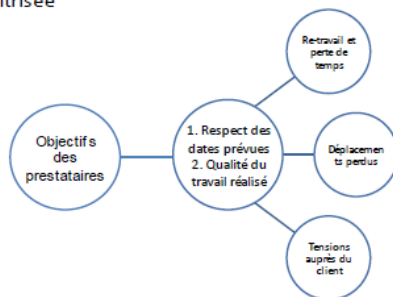 Objectifs
des
prestataires
1. Respect des
dates prévues
2. Qualité du
travail réalisé
Re-travail et
perte de
temps
Déplacemen
ts perdus
Tensions
auprès du
client